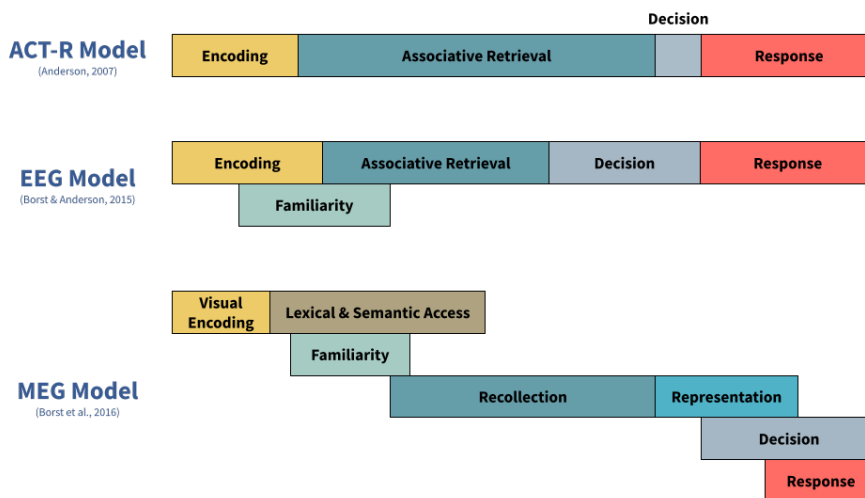 Decision
ACT-R Model
(Anderson, 2007)
Encoding
Associative Retrieval
Response
EEG Model
(Borst & Anderson, 2015)
Encoding
Associative Retrieval
Decision
Response
Familiarity
MEG Model
(Borst et al., 2016)
Visual
Encoding
Lexical & Semantic Access
Familiarity
Recollection
Representation
Decision
Response